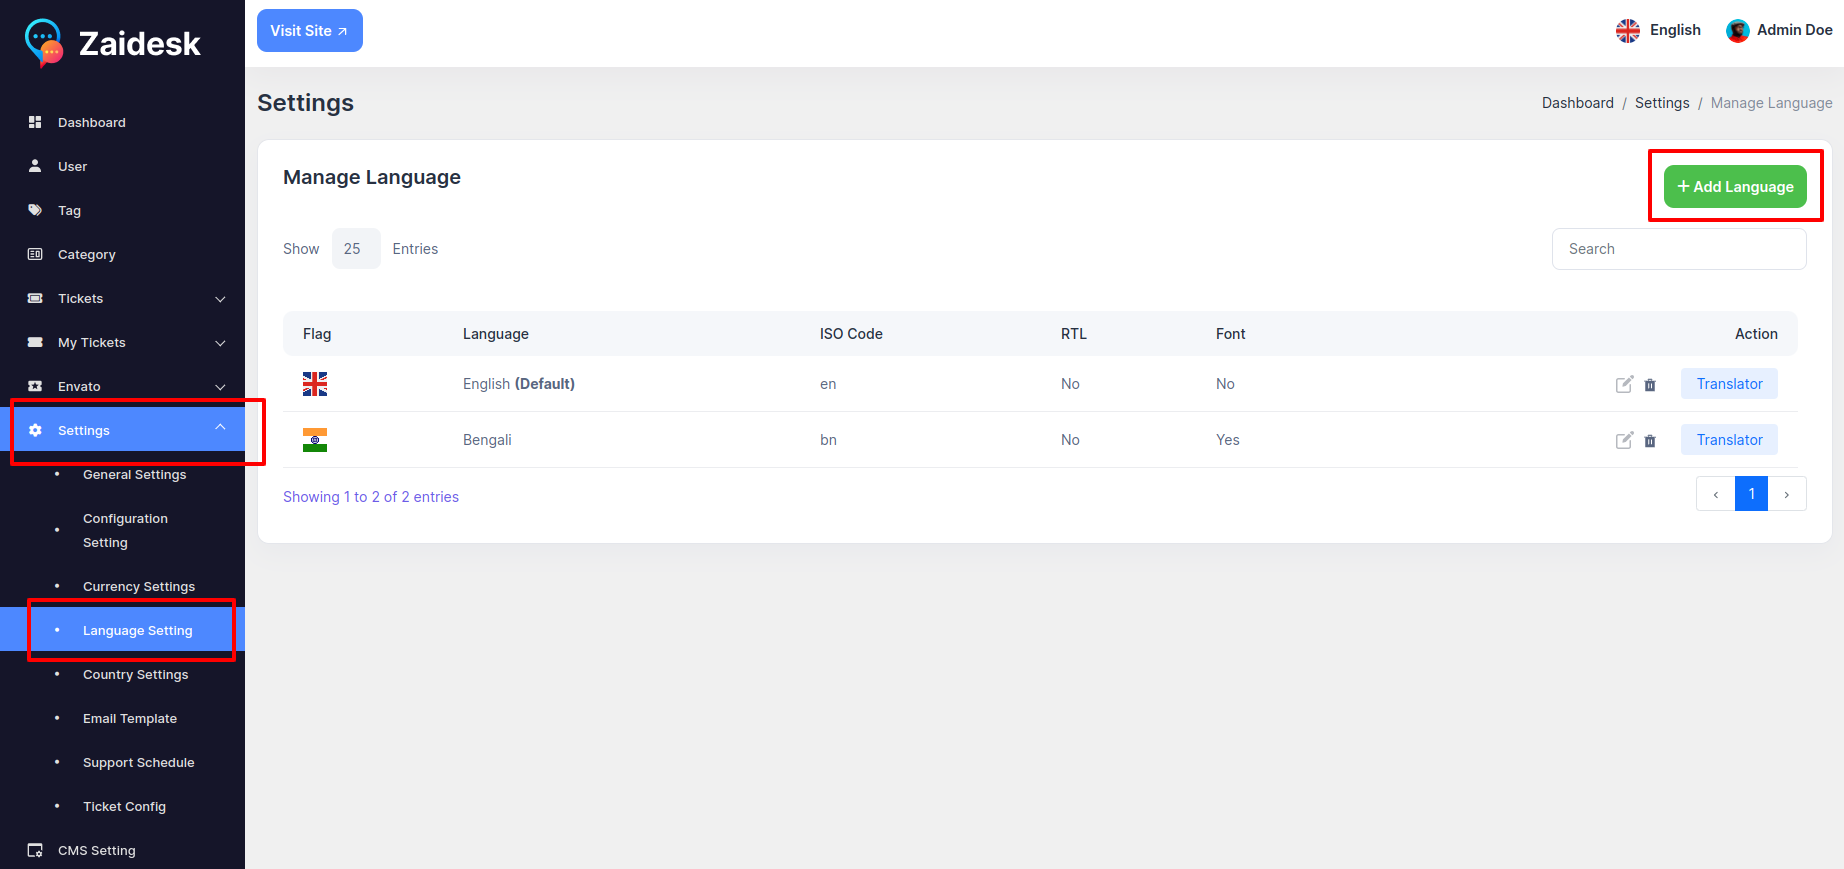 Zaidesk
Dashboard
User
Tag
Category
Tickets
My Tickets
Envato
Settings
General Settings
Configuration
Setting
Currency Settings
Language Setting
Country Settings
Email Template
Support Schedule
Ticket Config
CMS Setting
Visit Site
English
Admin Doe
Settings
Dashboard / Settings / Manage Language
Manage Language
+ Add Language
Show 25 Entries
Search
Flag Language ISO Code RTL Font Action
English (Default) en No No Translator
Bengali bn No Yes Translator
Showing 1 to 2 of 2 entries
‹ 1 ›